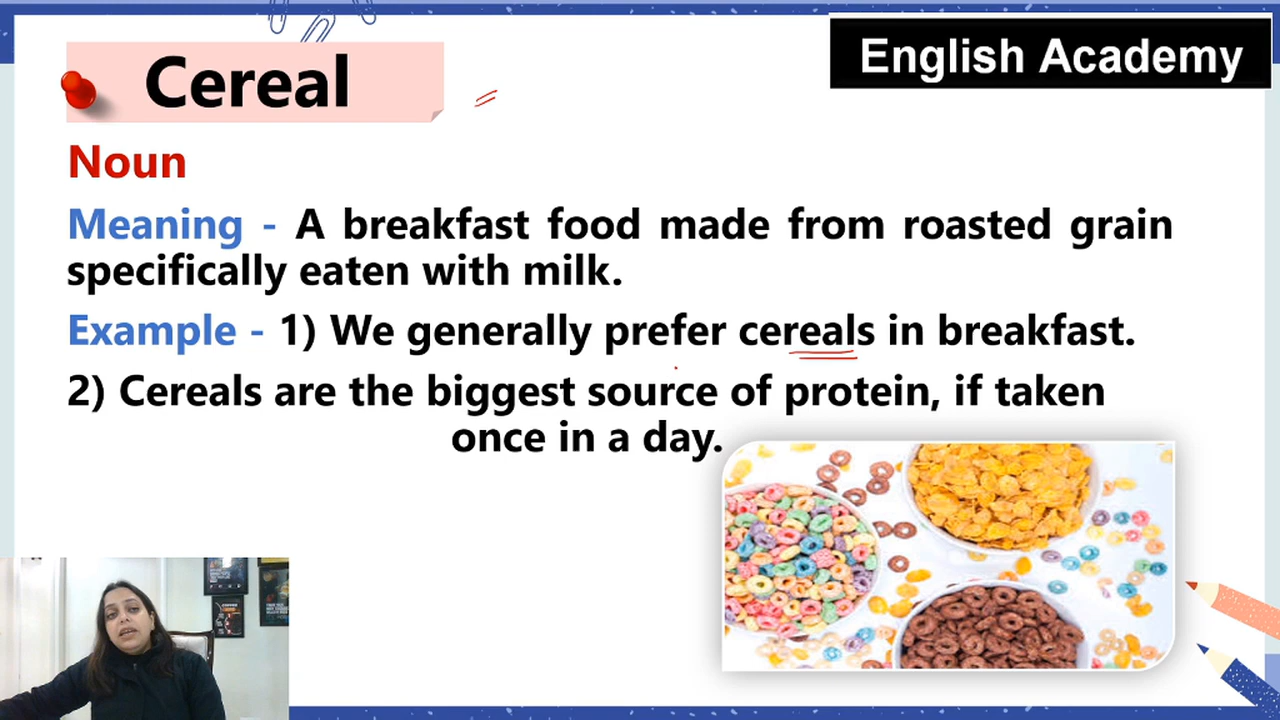 Cereal
English Academy
Noun
Meaning - A breakfast food made from roasted grain
specifically eaten with milk.
Example - 1) We generally prefer cereals in breakfast.
2) Cereals are the biggest source of protein, if taken
once in a day.